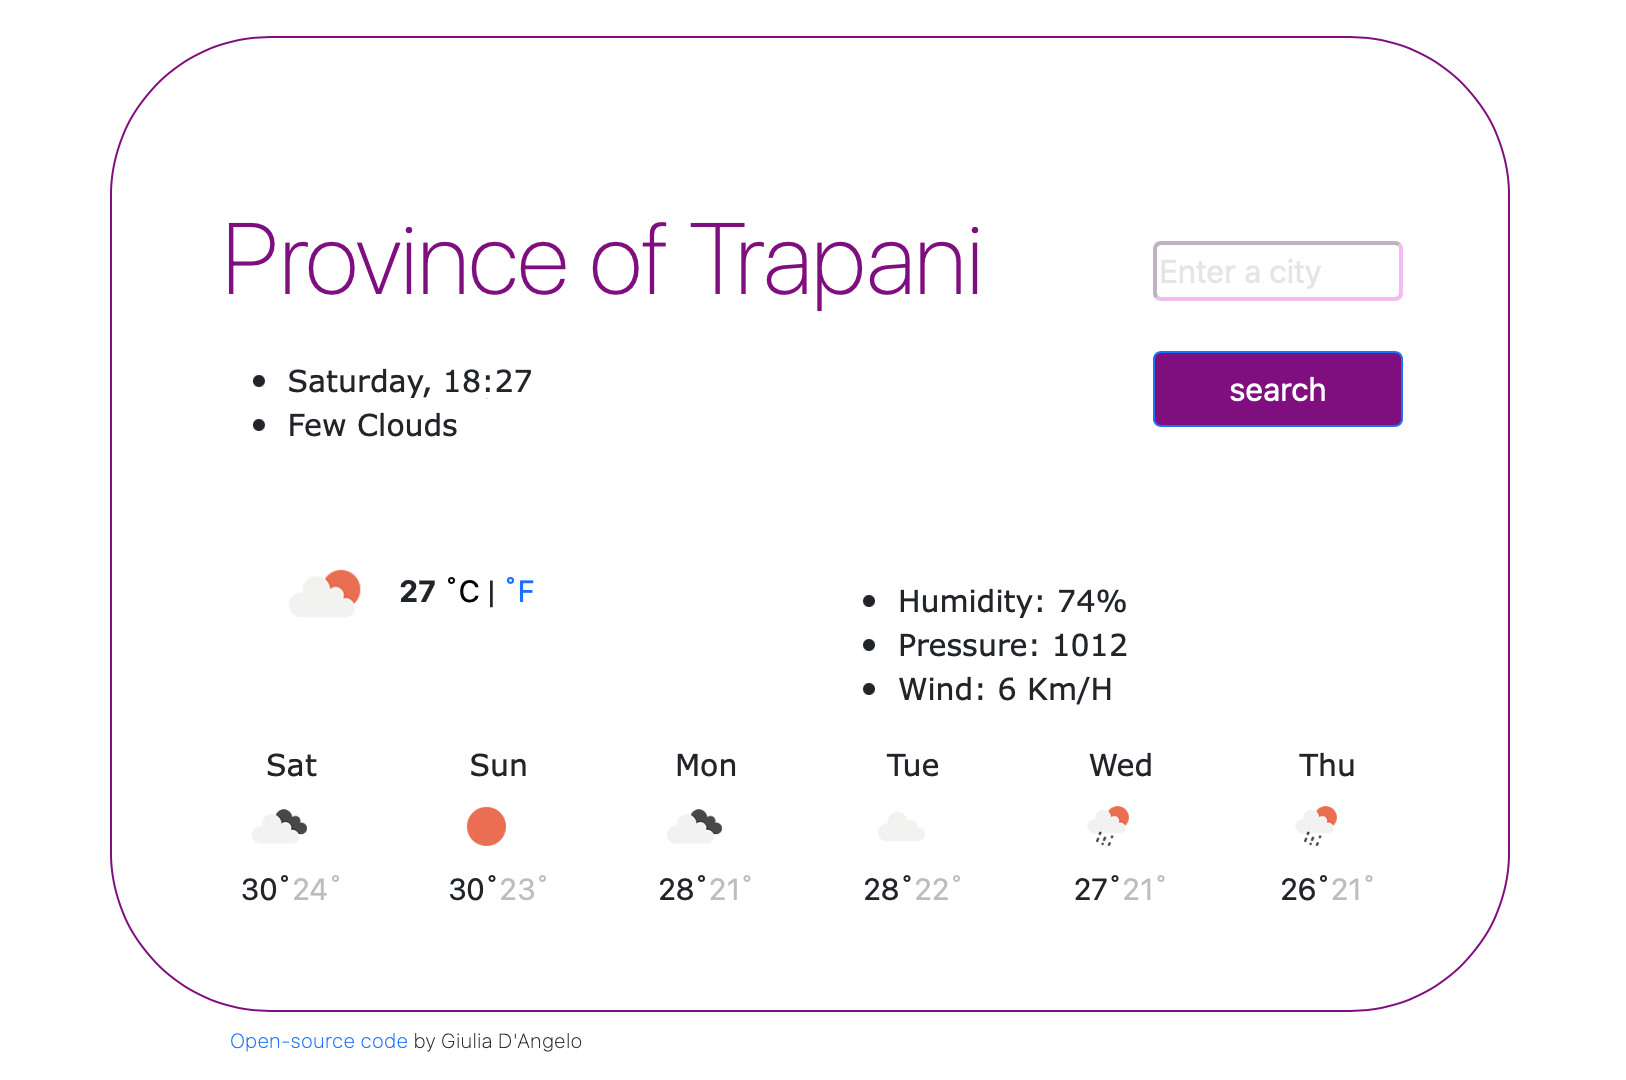 Province of Trapani
Enter a city
Saturday, 18:27
Few Clouds
search
27 °C | °F
Humidity: 74%
Pressure: 1012
Wind: 6 Km/H
Sat Sun Mon Tue Wed Thu
30°24° 30°23° 28°21° 28°22° 27°21° 26°21°
Open-source code by Giulia D'Angelo